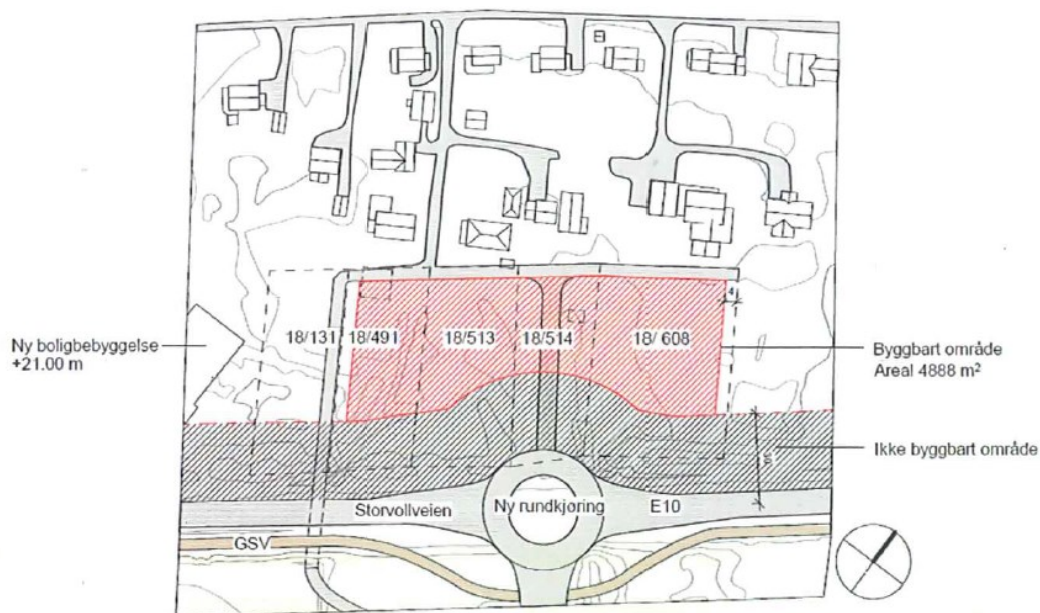 18/131
18/491
18/513
18/514
18/ 608
4
Ny boligbebyggelse
+21.00 m
Byggbart område
Areal 4888 m²
Ikke byggbart område
Storvollveien
Ny rundkjøring
E10
GSV